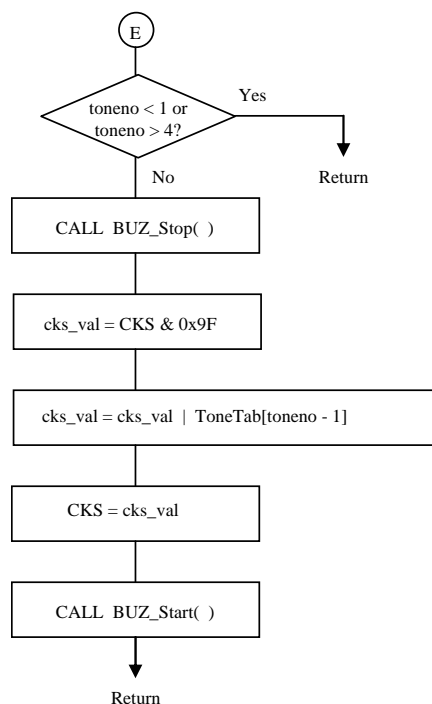 E
toneno < 1 or
toneno > 4?
Yes
No
Return
CALL BUZ_Stop( )
cks_val = CKS & 0x9F
cks_val = cks_val | ToneTab[toneno - 1]
CKS = cks_val
CALL BUZ_Start( )
Return